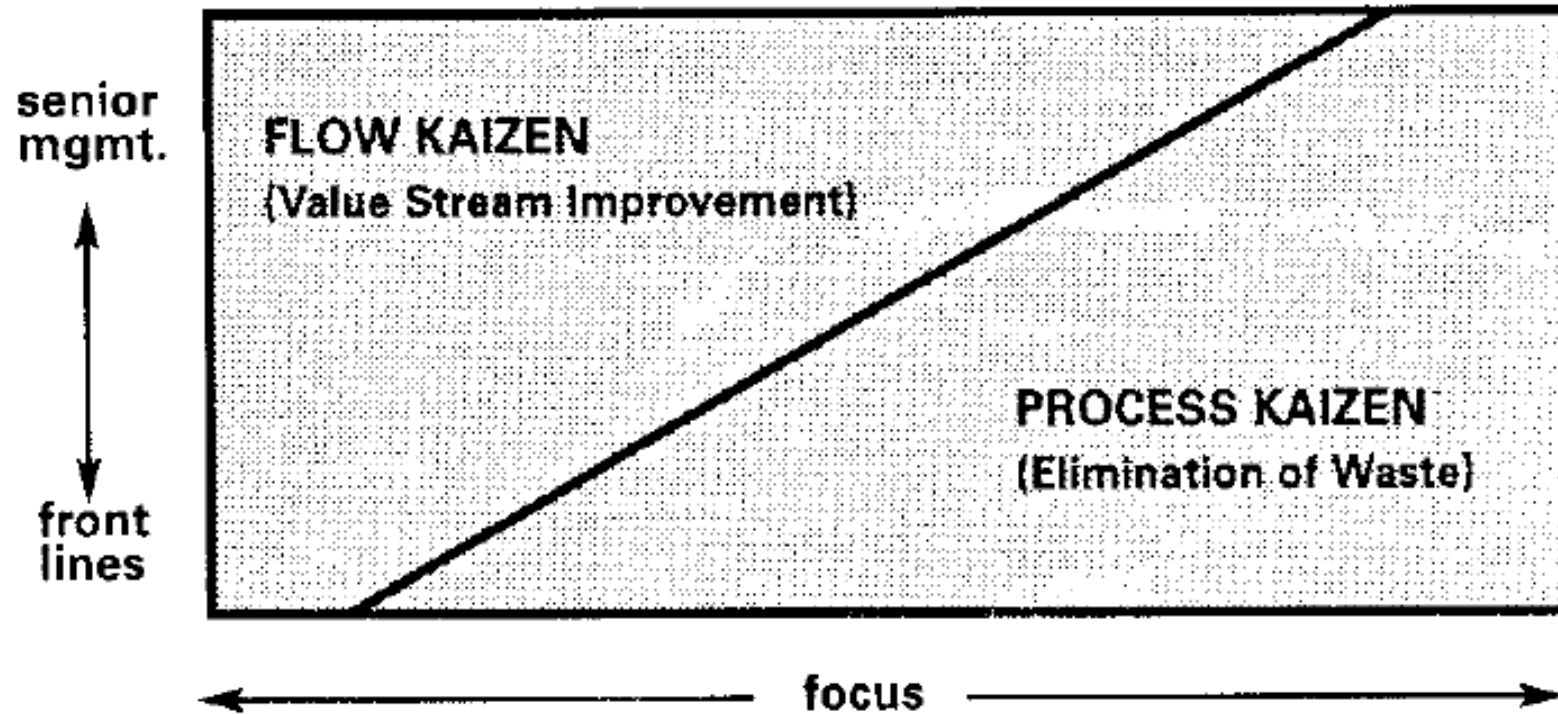 senior
mgmt.
FLOW KAIZEN
(Value Stream Improvement)
PROCESS KAIZEN
(Elimination of Waste)
front
lines
focus